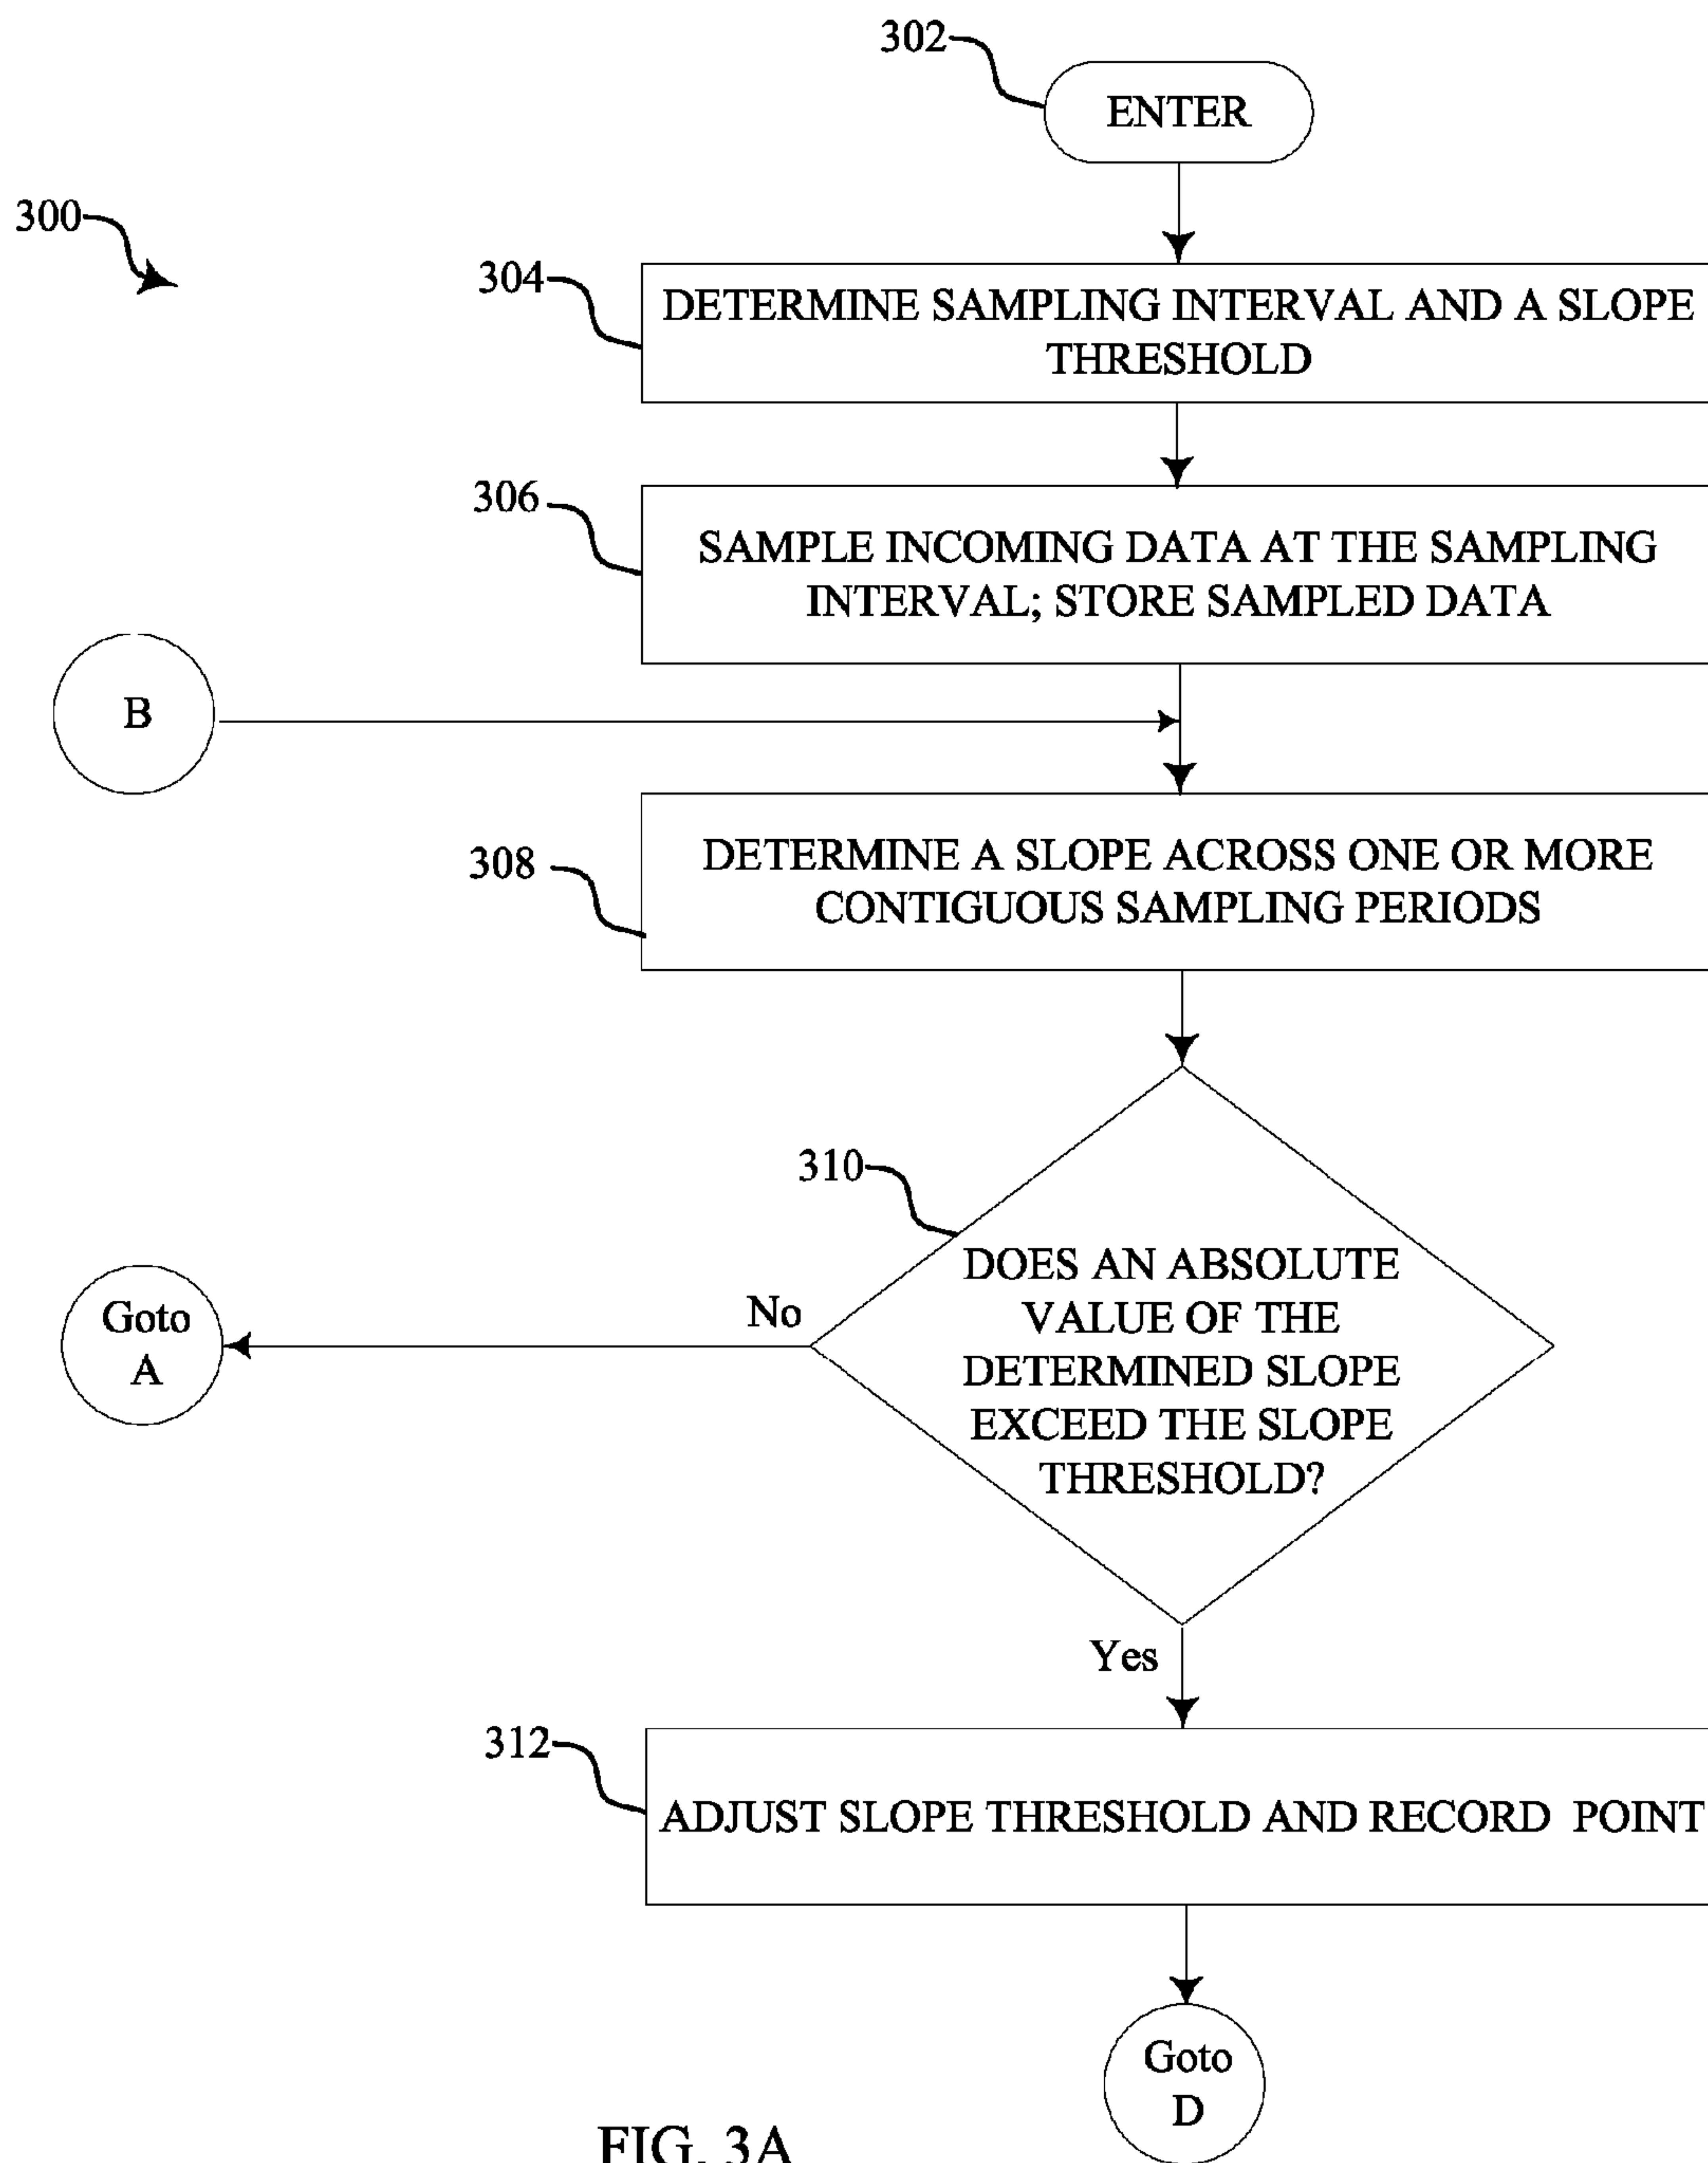 302
ENTER
300
304
DETERMINE SAMPLING INTERVAL AND A SLOPE
THRESHOLD
306
SAMPLE INCOMING DATA AT THE SAMPLING
INTERVAL; STORE SAMPLED DATA
B
308
DETERMINE A SLOPE ACROSS ONE OR MORE
CONTIGUOUS SAMPLING PERIODS
310
DOES AN ABSOLUTE
VALUE OF THE
DETERMINED SLOPE
EXCEED THE SLOPE
THRESHOLD?
No
Goto
A
Yes
312
ADJUST SLOPE THRESHOLD AND RECORD POINT
Goto
D
FIG. 3A